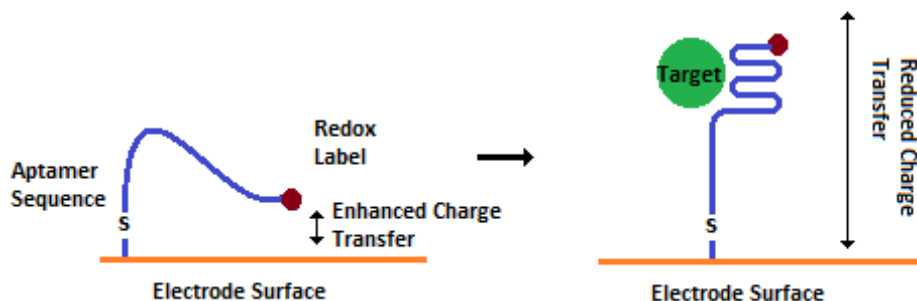 Aptamer
Sequence
S
Redox
Label
Enhanced Charge
Transfer
Electrode Surface
Target
S
Reduced Charge
Transfer
Electrode Surface